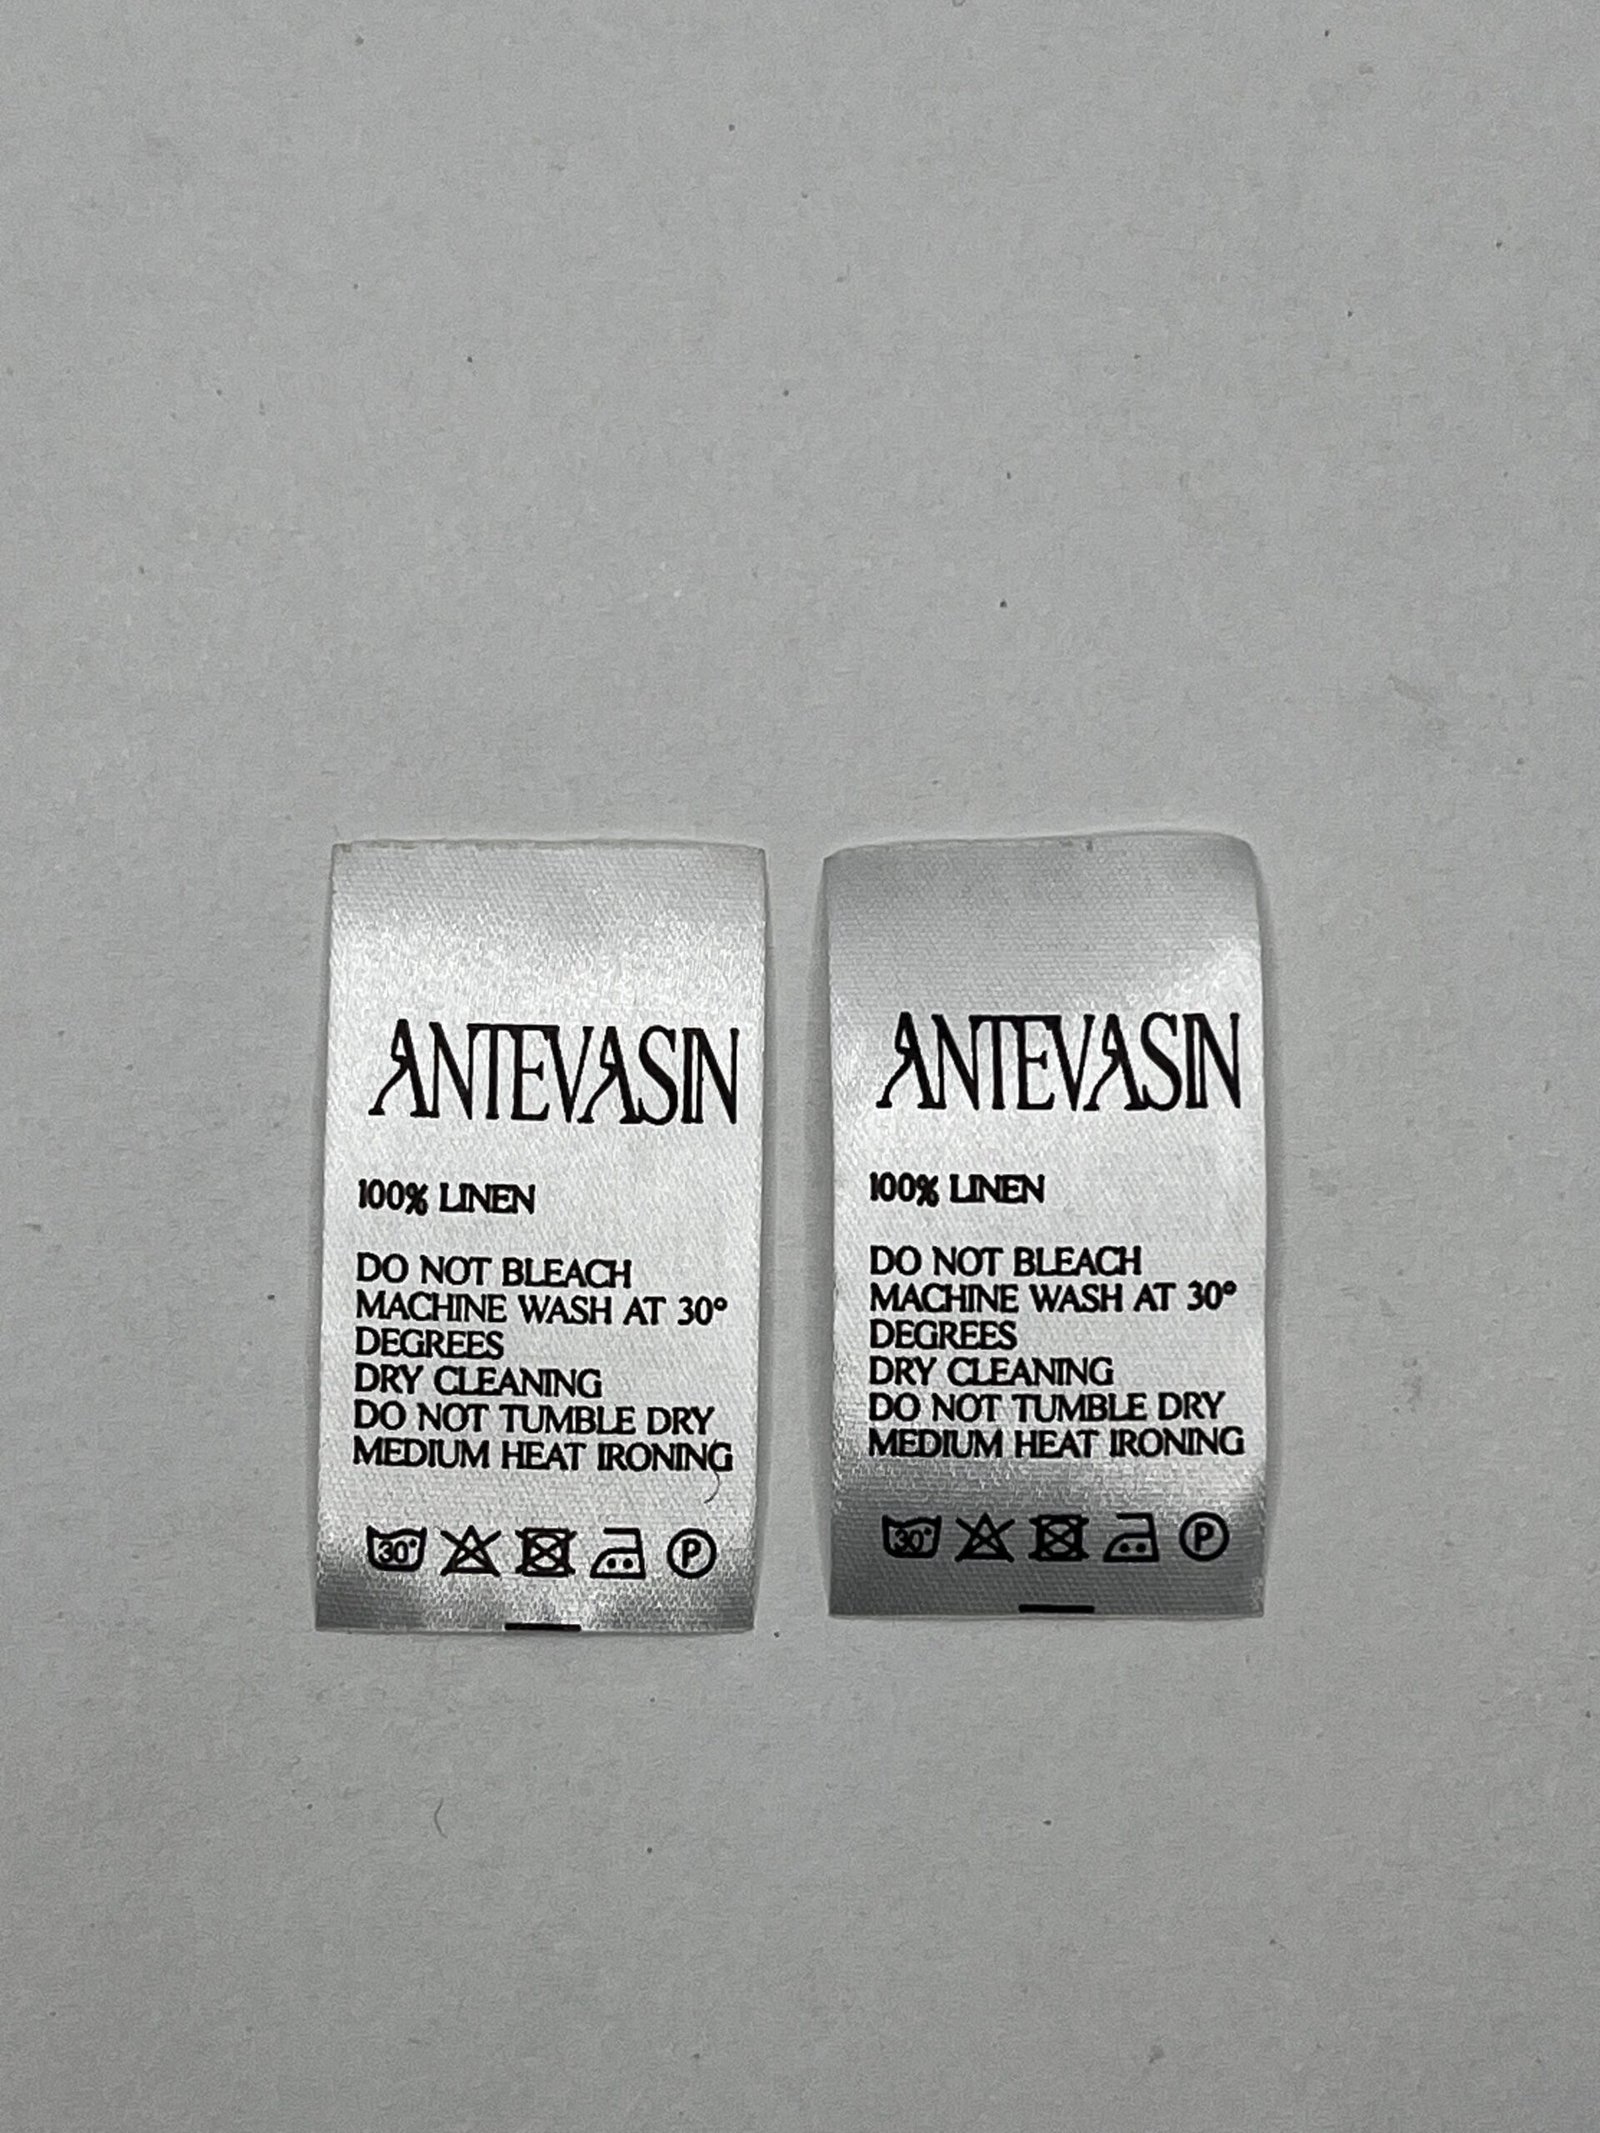 ANTEVASIN
100% LINEN
DO NOT BLEACH
MACHINE WASH AT 30°
DEGREES
DRY CLEANING
DO NOT TUMBLE DRY
MEDIUM HEAT IRONING
30° P
ANTEVASIN
100% LINEN
DO NOT BLEACH
MACHINE WASH AT 30°
DEGREES
DRY CLEANING
DO NOT TUMBLE DRY
MEDIUM HEAT IRONING
30° P